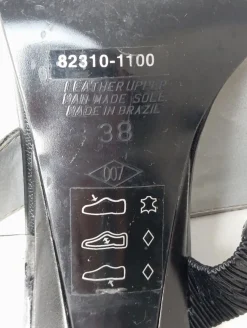 82310-1100
LEATHER UPPER
MAN MADE SOLE
MADE IN BRAZIL
38
007